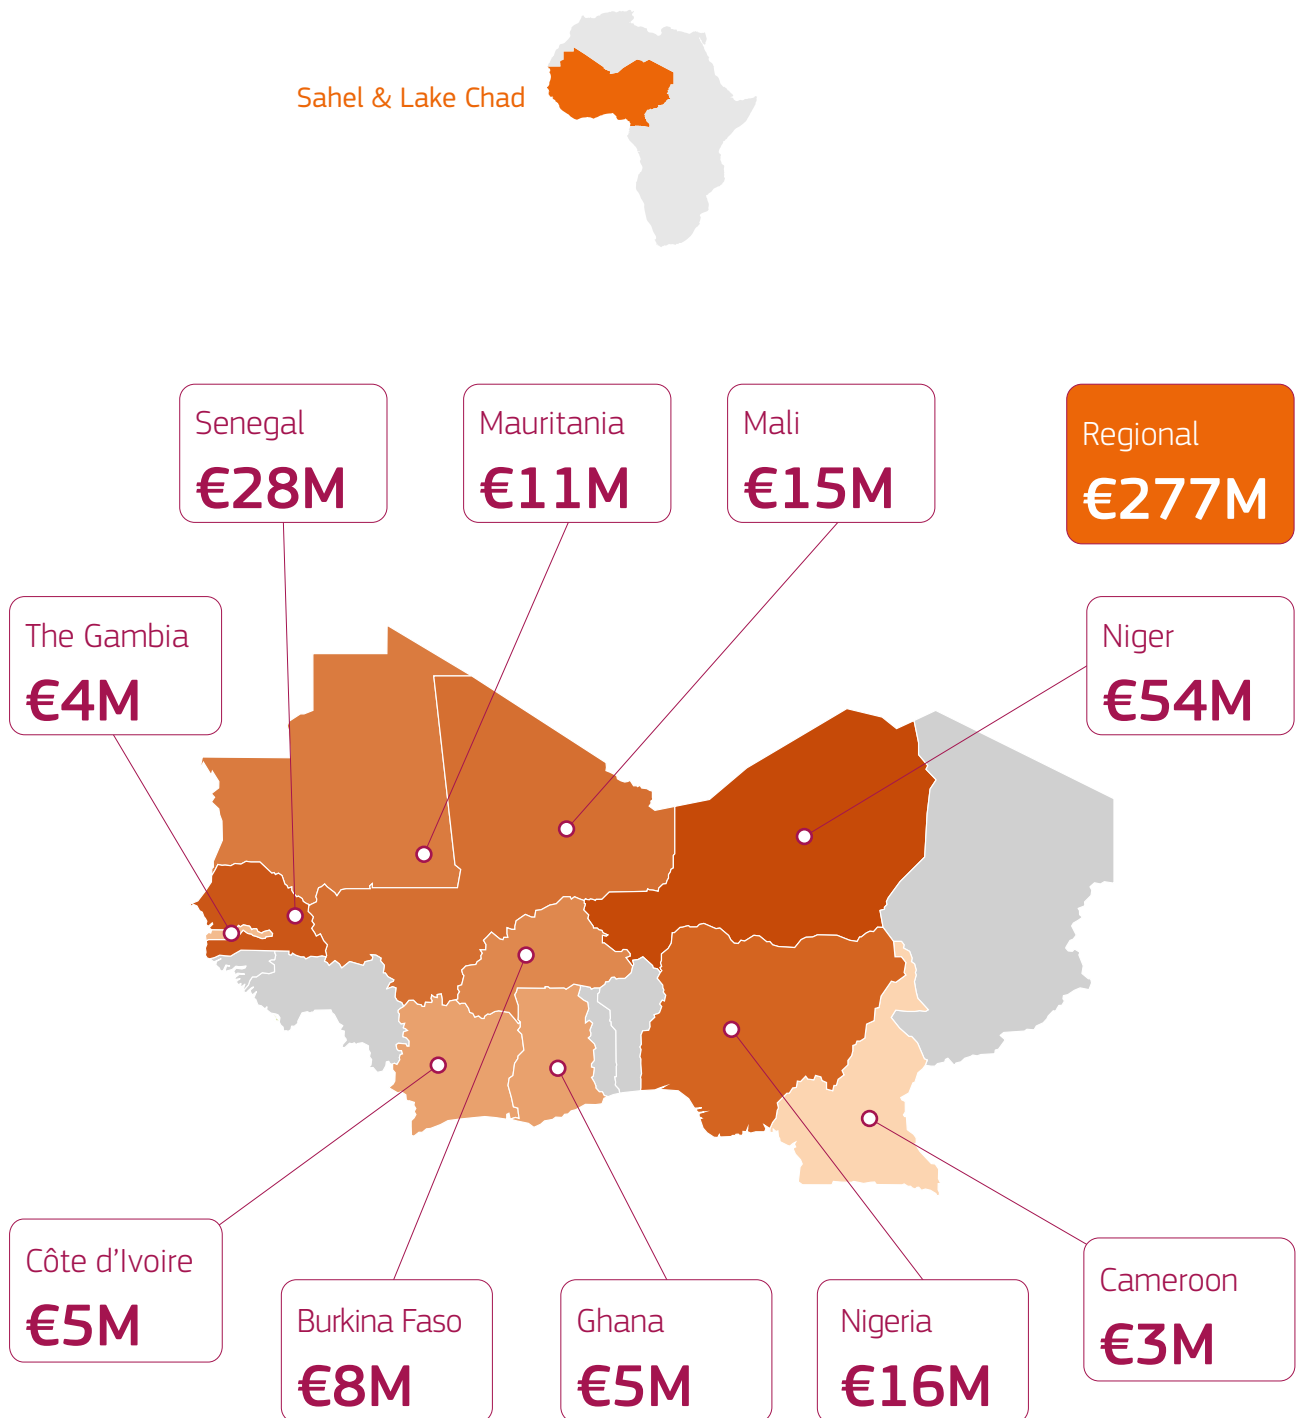 Sahel & Lake Chad
Senegal
€28M
Mauritania
€11M
Mali
€15M
Regional
€277M
The Gambia
€4M
Niger
€54M
Côte d’Ivoire
€5M
Burkina Faso
€8M
Ghana
€5M
Nigeria
€16M
Cameroon
€3M